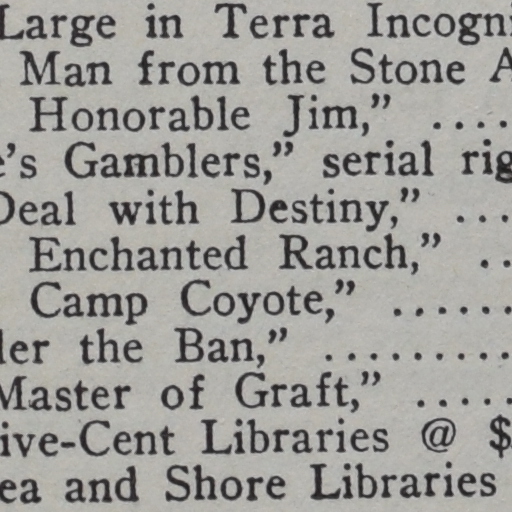 Large in Terra Incogni
Man from the Stone A
Honorable Jim," ....
e's Gamblers," serial rig
Deal with Destiny," ...
Enchanted Ranch," ..
Camp Coyote," ......
ler the Ban," .........
Master of Graft," .....
ive-Cent Libraries @ $
ea and Shore Libraries